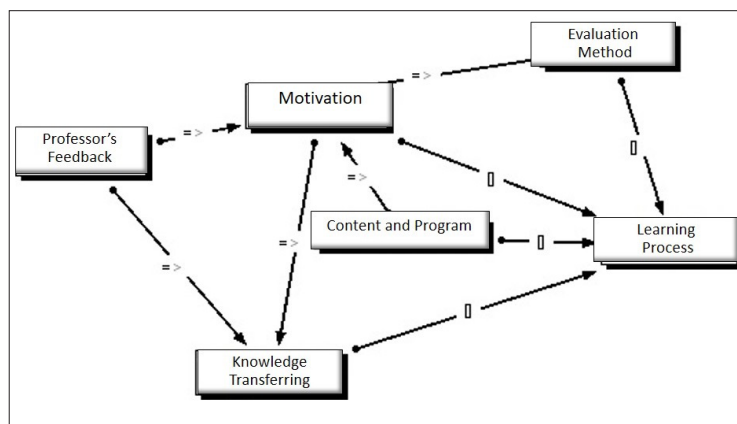 Evaluation
Method
=>
Motivation
Professor's
Feedback
=>
[]
=>
[]
Content and Program
Learning
Process
=>
[]
=>
[]
Knowledge
Transferring